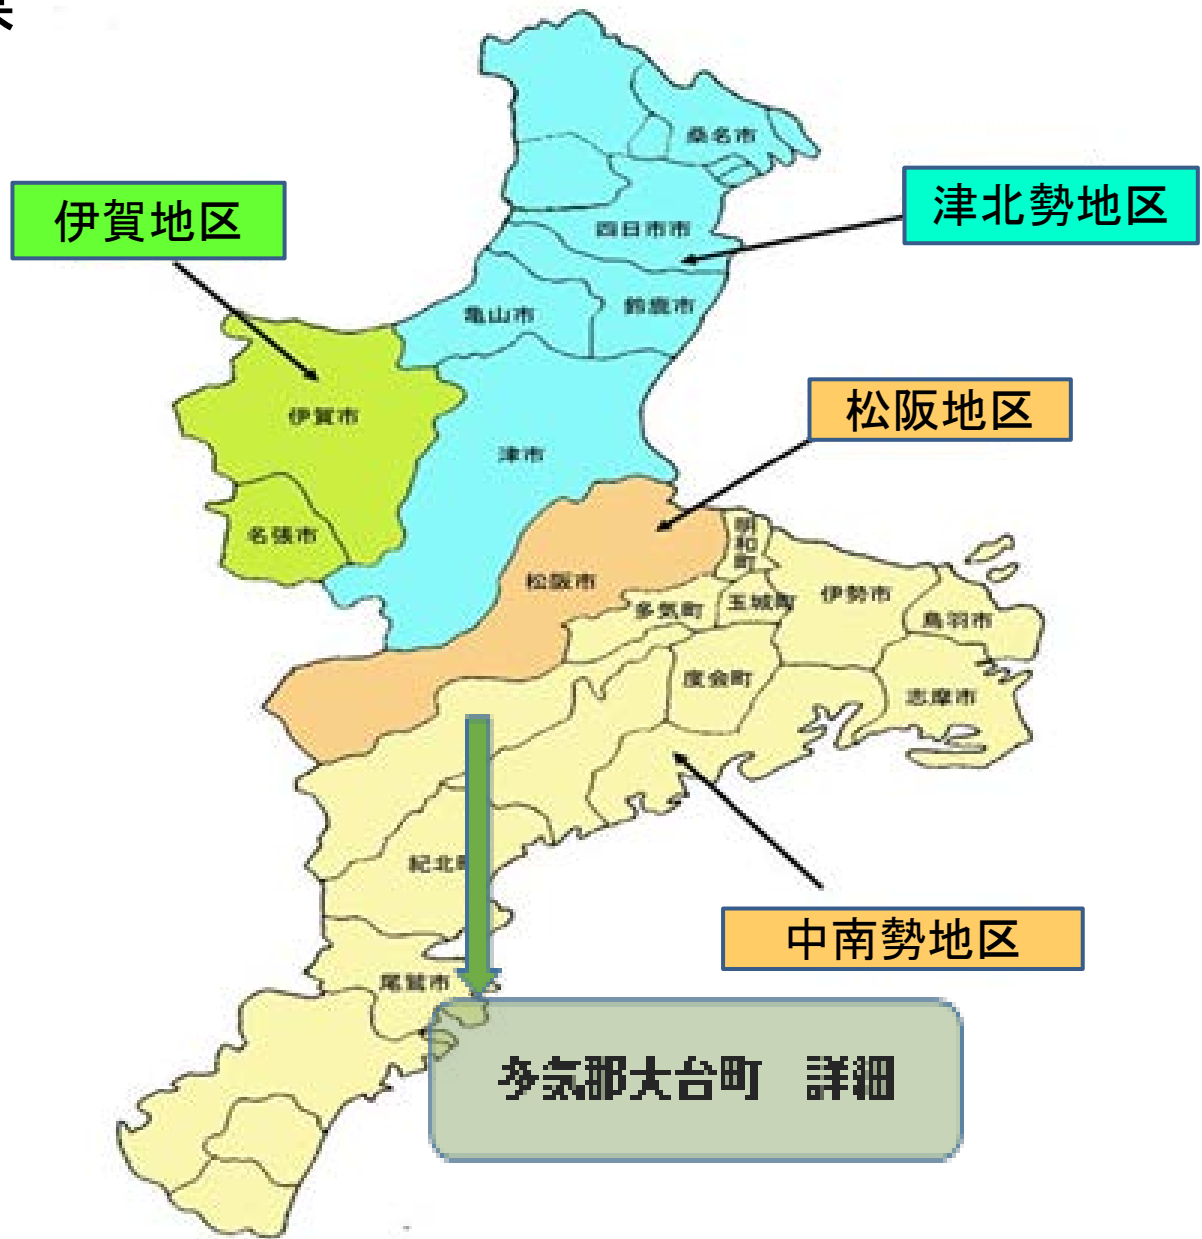 桑名市
伊賀地区
津北勢地区
四日市市
亀山市
鈴鹿市
松阪地区
伊賀市
津市
名張市
明和町
松阪市
多気町
玉城町
伊勢市
鳥羽市
度会町
志摩市
紀北町
中南勢地区
尾鷲市
多気郡大台町 詳細